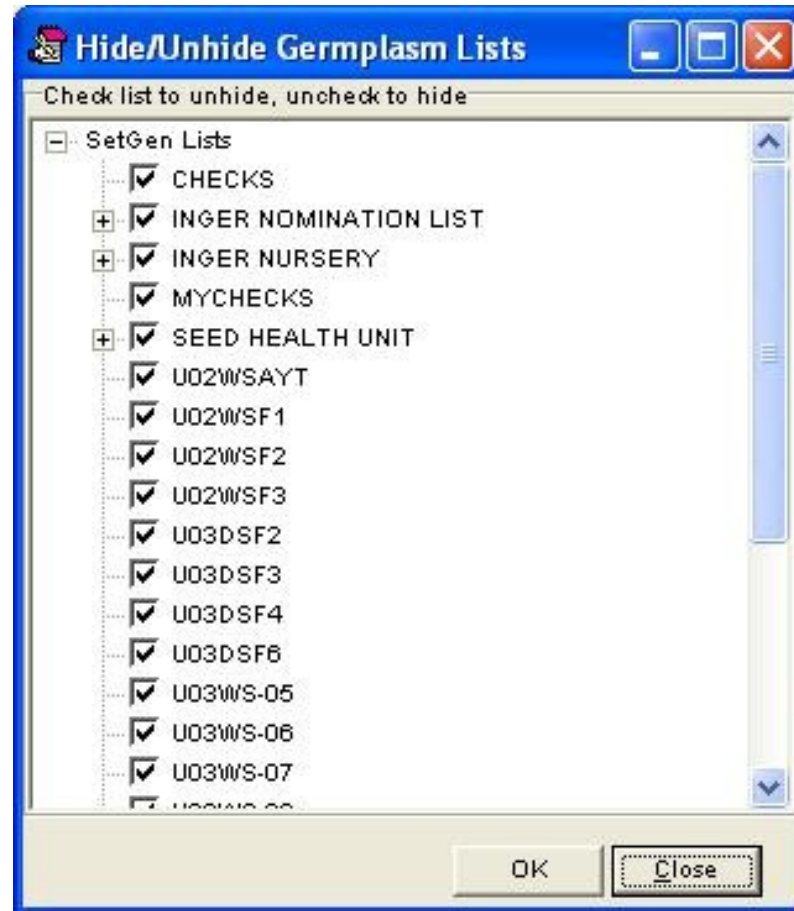 Hide/Unhide Germplasm Lists
Check list to unhide, uncheck to hide
SetGen Lists
CHECKS
INGER NOMINATION LIST
INGER NURSERY
MYCHECKS
SEED HEALTH UNIT
U02WSAYT
U02WSF1
U02WSF2
U02WSF3
U03DSF2
U03DSF3
U03DSF4
U03DSF6
U03WS-05
U03WS-06
U03WS-07
OK
Close